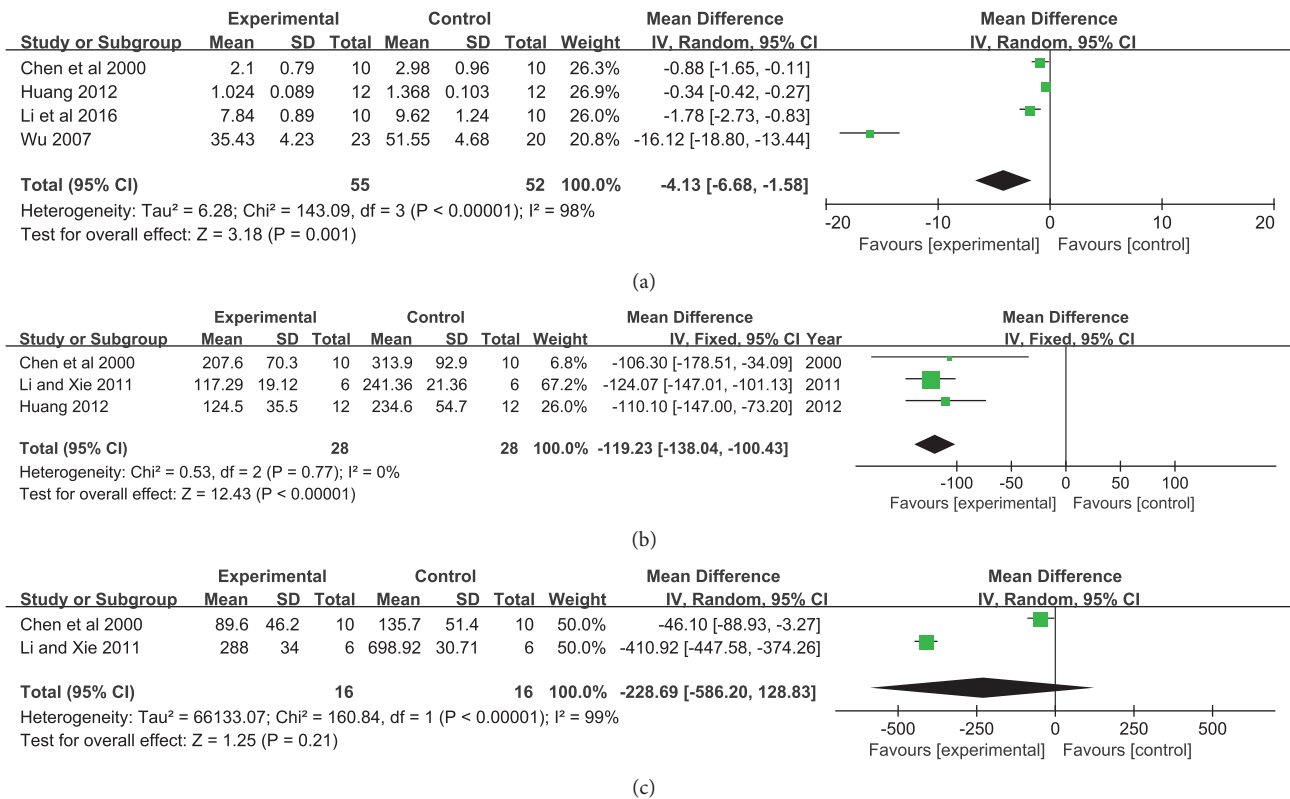 Experimental Control Mean Difference Mean Difference
Study or Subgroup Mean SD Total Mean SD Total Weight IV, Random, 95% CI IV, Random, 95% CI
Chen et al 2000 2.1 0.79 10 2.98 0.96 10 26.3% -0.88 [-1.65, -0.11]
Huang 2012 1.024 0.089 12 1.368 0.103 12 26.9% -0.34 [-0.42, -0.27]
Li et al 2016 7.84 0.89 10 9.62 1.24 10 26.0% -1.78 [-2.73, -0.83]
Wu 2007 35.43 4.23 23 51.55 4.68 20 20.8% -16.12 [-18.80, -13.44]
Total (95% CI) 55 52 100.0% -4.13 [-6.68, -1.58]
Heterogeneity: Tau² = 6.28; Chi² = 143.09, df = 3 (P < 0.00001); I² = 98%
Test for overall effect: Z = 3.18 (P = 0.001)
-20 -10 0 10 20
Favours [experimental] Favours [control]
(a)
Experimental Control Mean Difference Mean Difference
Study or Subgroup Mean SD Total Mean SD Total Weight IV, Fixed, 95% CI Year IV, Fixed, 95% CI
Chen et al 2000 207.6 70.3 10 313.9 92.9 10 6.8% -106.30 [-178.51, -34.09] 2000
Li and Xie 2011 117.29 19.12 6 241.36 21.36 6 67.2% -124.07 [-147.01, -101.13] 2011
Huang 2012 124.5 35.5 12 234.6 54.7 12 26.0% -110.10 [-147.00, -73.20] 2012
Total (95% CI) 28 28 100.0% -119.23 [-138.04, -100.43]
Heterogeneity: Chi² = 0.53, df = 2 (P = 0.77); I² = 0%
Test for overall effect: Z = 12.43 (P < 0.00001)
-100 -50 0 50 100
Favours [experimental] Favours [control]
(b)
Experimental Control Mean Difference Mean Difference
Study or Subgroup Mean SD Total Mean SD Total Weight IV, Random, 95% CI IV, Random, 95% CI
Chen et al 2000 89.6 46.2 10 135.7 51.4 10 50.0% -46.10 [-88.93, -3.27]
Li and Xie 2011 288 34 6 698.92 30.71 6 50.0% -410.92 [-447.58, -374.26]
Total (95% CI) 16 16 100.0% -228.69 [-586.20, 128.83]
Heterogeneity: Tau² = 66133.07; Chi² = 160.84, df = 1 (P < 0.00001); I² = 99%
Test for overall effect: Z = 1.25 (P = 0.21)
-500 -250 0 250 500
Favours [experimental] Favours [control]
(c)